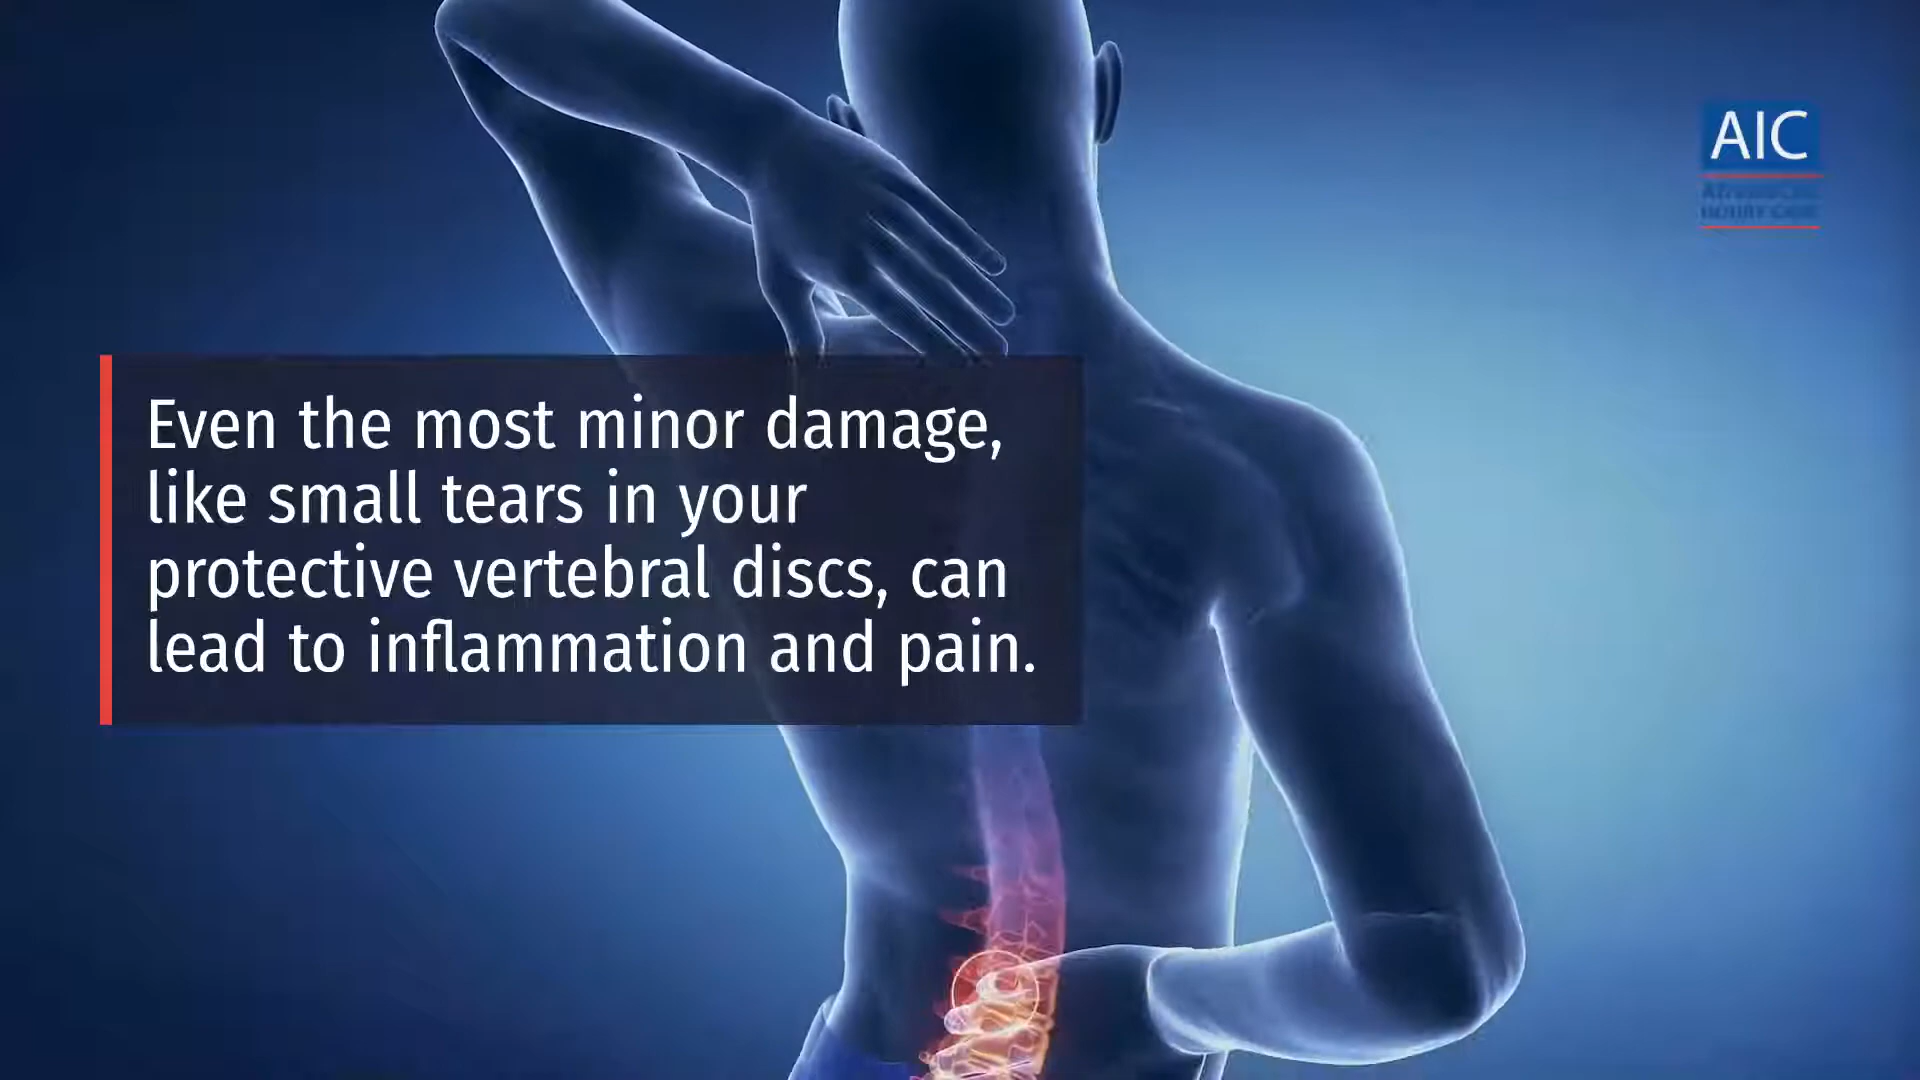 AIC
Even the most minor damage,
like small tears in your
protective vertebral discs, can
lead to inflammation and pain.